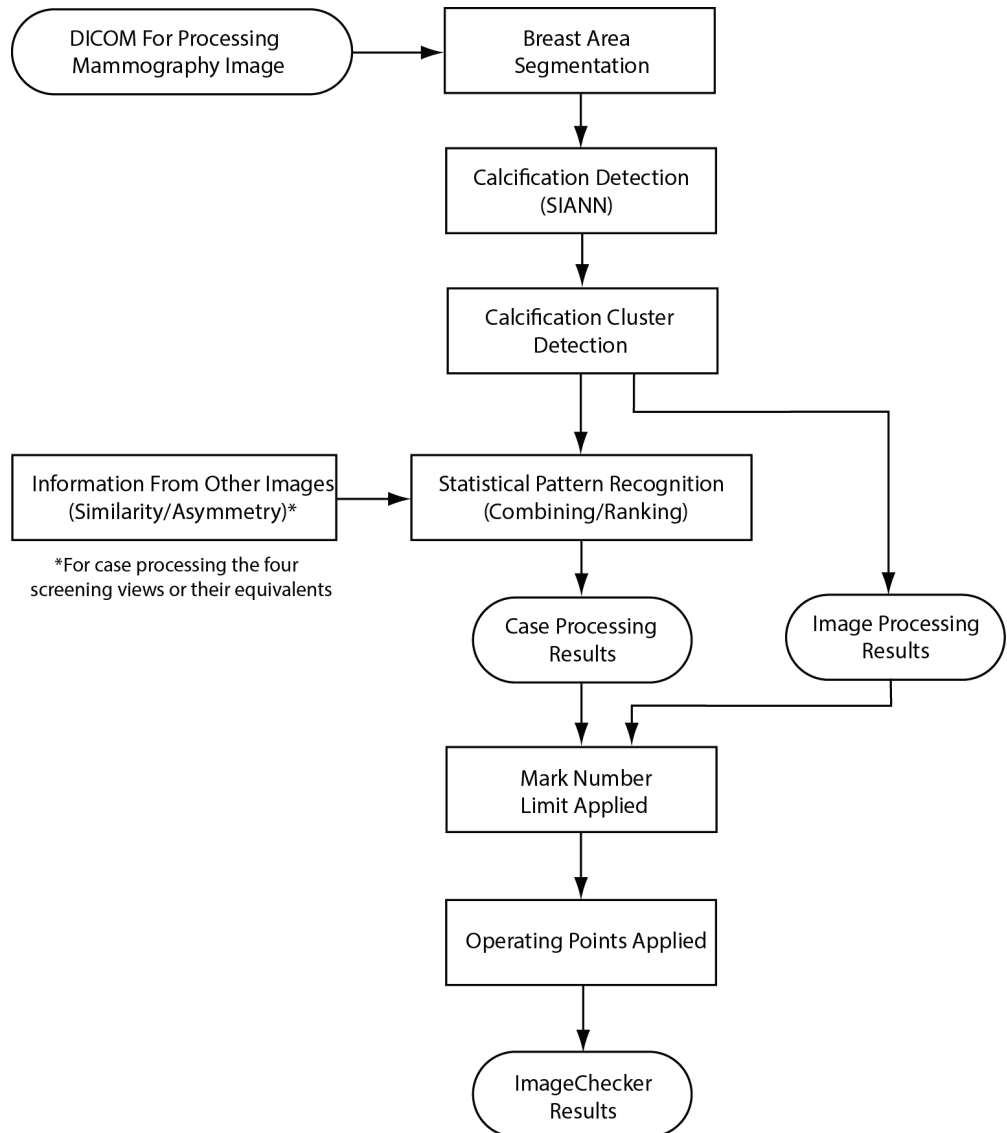 DICOM For Processing
Mammography Image
Breast Area
Segmentation
Calcification Detection
(SIANN)
Calcification Cluster
Detection
Information From Other Images
(Similarity/Asymmetry)*
Statistical Pattern Recognition
(Combining/Ranking)
*For case processing the four
screening views or their equivalents
Case Processing
Results
Image Processing
Results
Mark Number
Limit Applied
Operating Points Applied
ImageChecker
Results